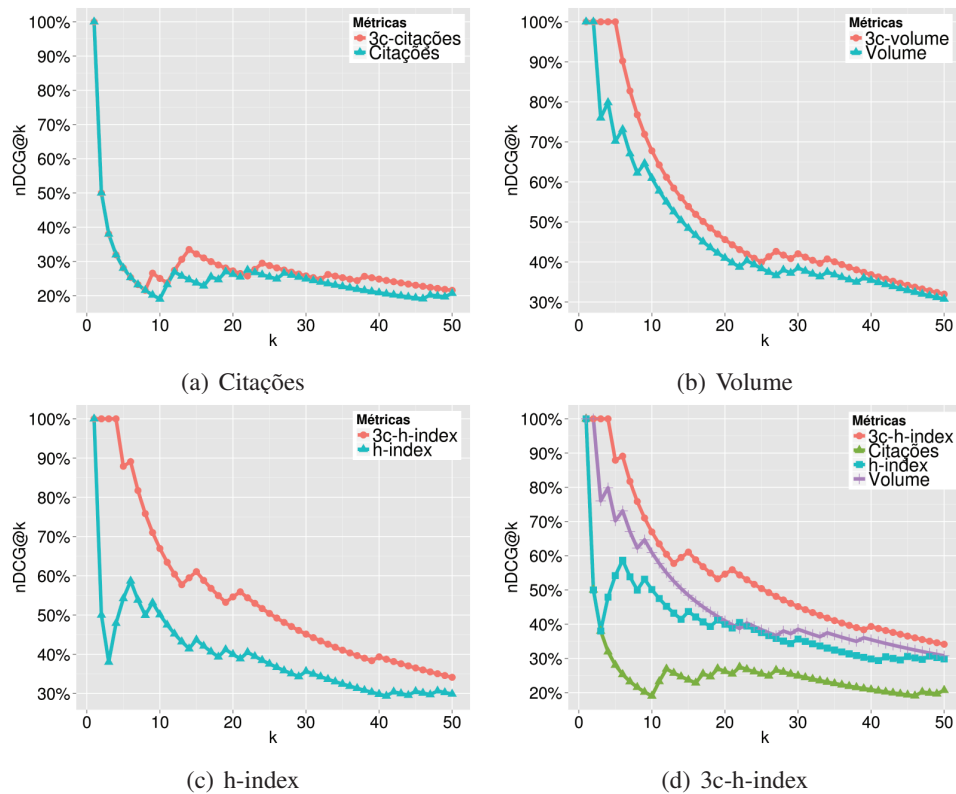 Métricas
3c-citações
Citações
100%
90%
80%
70%
60%
50%
40%
30%
20%
nDCG@k
0 10 20 30 40 50
k
(a) Citações
Métricas
3c-volume
Volume
100%
90%
80%
70%
60%
50%
40%
30%
nDCG@k
0 10 20 30 40 50
k
(b) Volume
Métricas
3c-h-index
h-index
100%
90%
80%
70%
60%
50%
40%
30%
nDCG@k
0 10 20 30 40 50
k
(c) h-index
Métricas
3c-h-index
Citações
h-index
Volume
100%
90%
80%
70%
60%
50%
40%
30%
20%
nDCG@k
0 10 20 30 40 50
k
(d) 3c-h-index